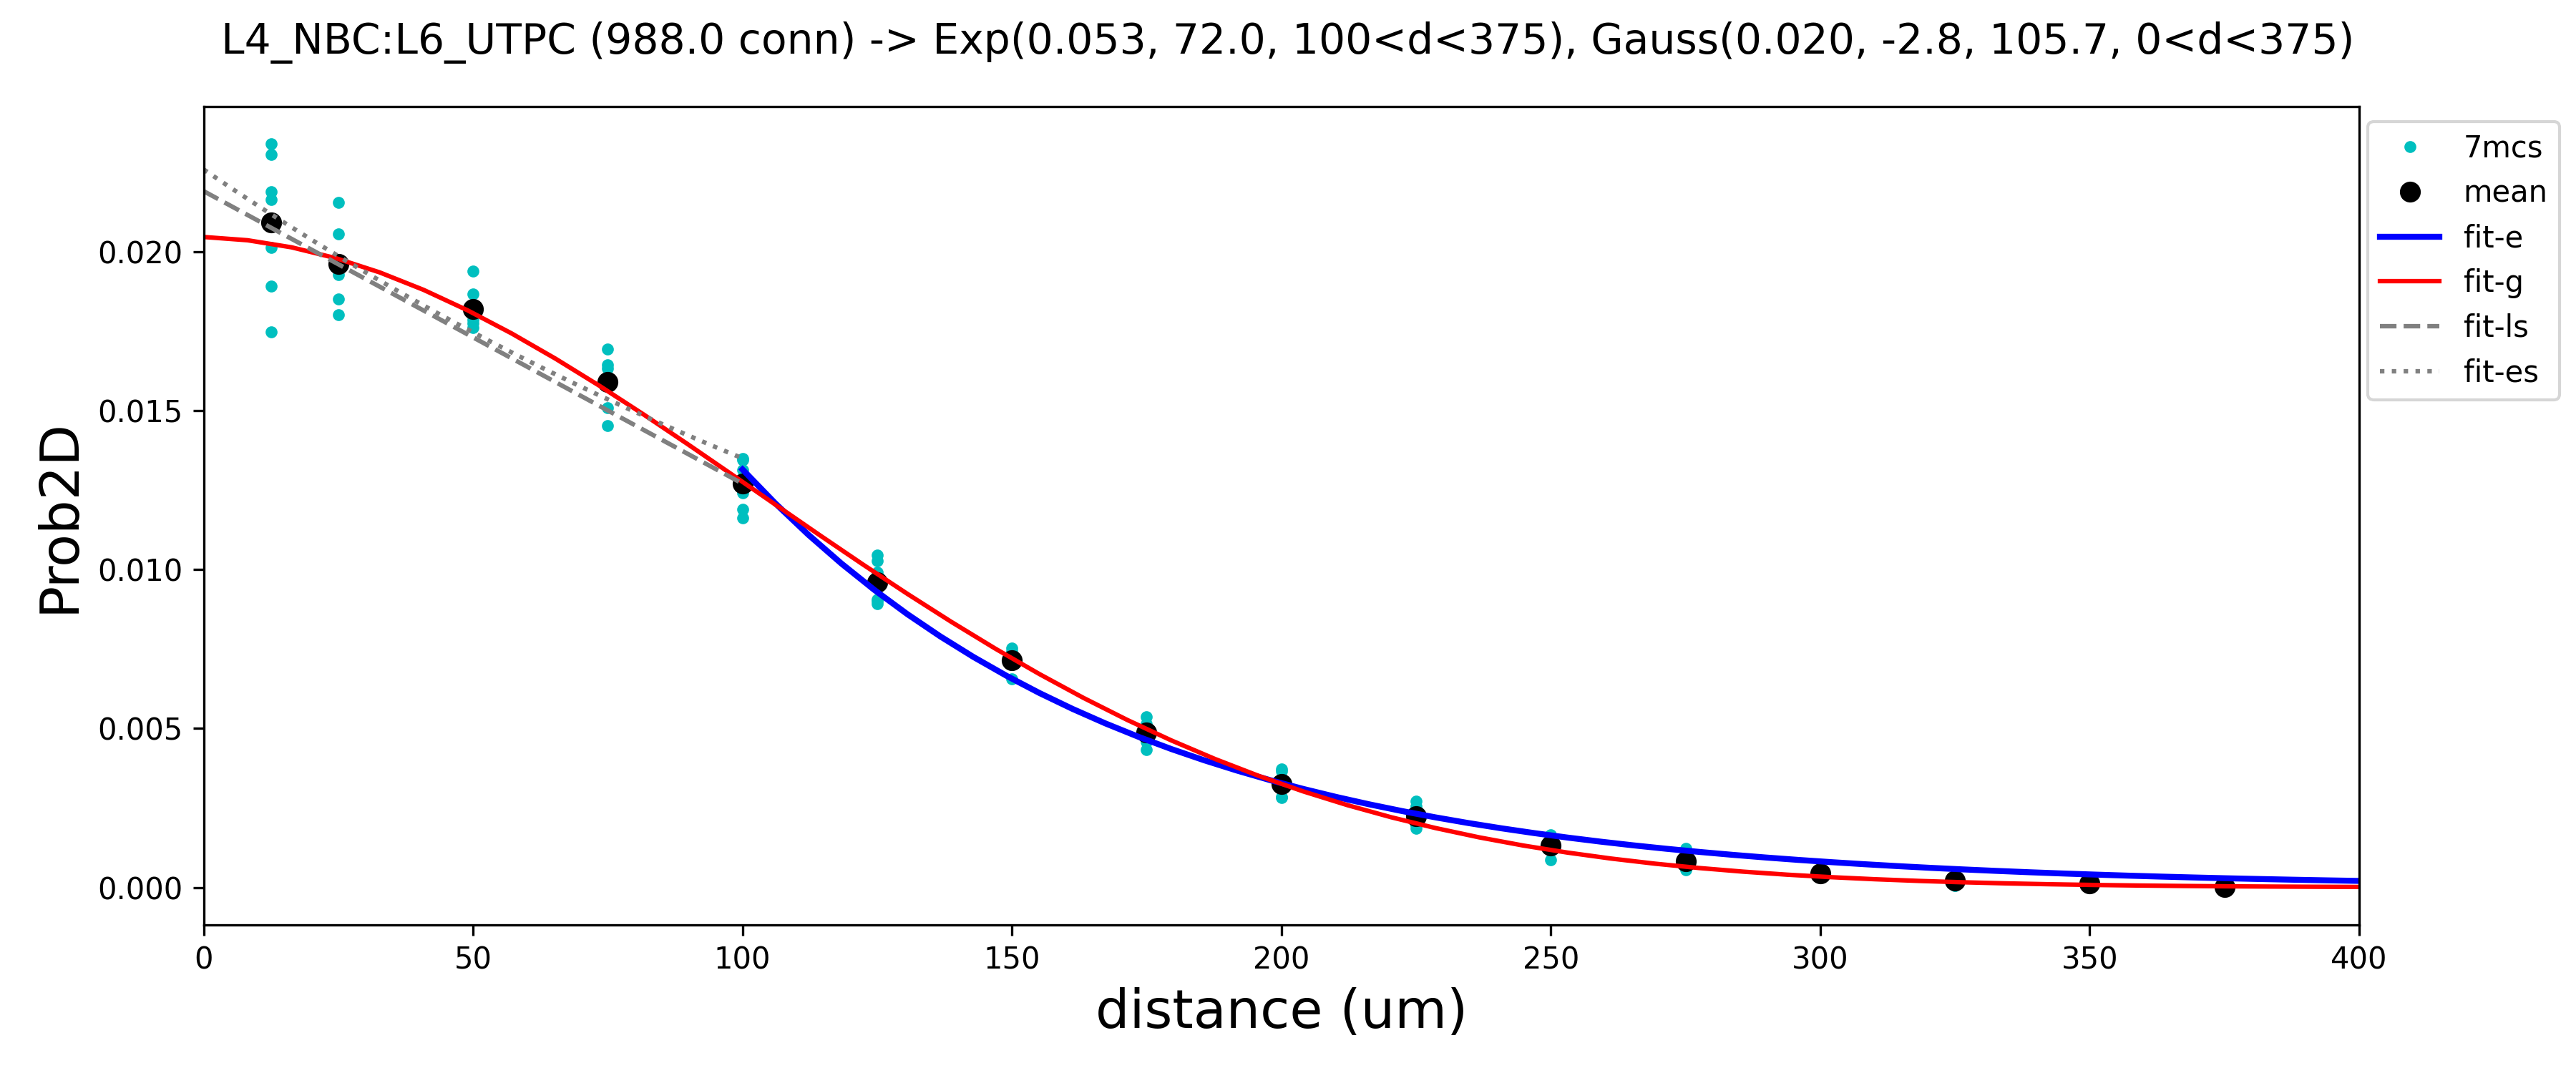 L4_NBC:L6_UTPC (988.0 conn) -> Exp(0.053, 72.0, 100<d<375), Gauss(0.020, -2.8, 105.7, 0<d<375)
7mcs
mean
fit-e
fit-g
fit-ls
fit-es
Prob2D
0.020
0.015
0.010
0.005
0.000
0 50 100 150 200 250 300 350 400
distance (um)